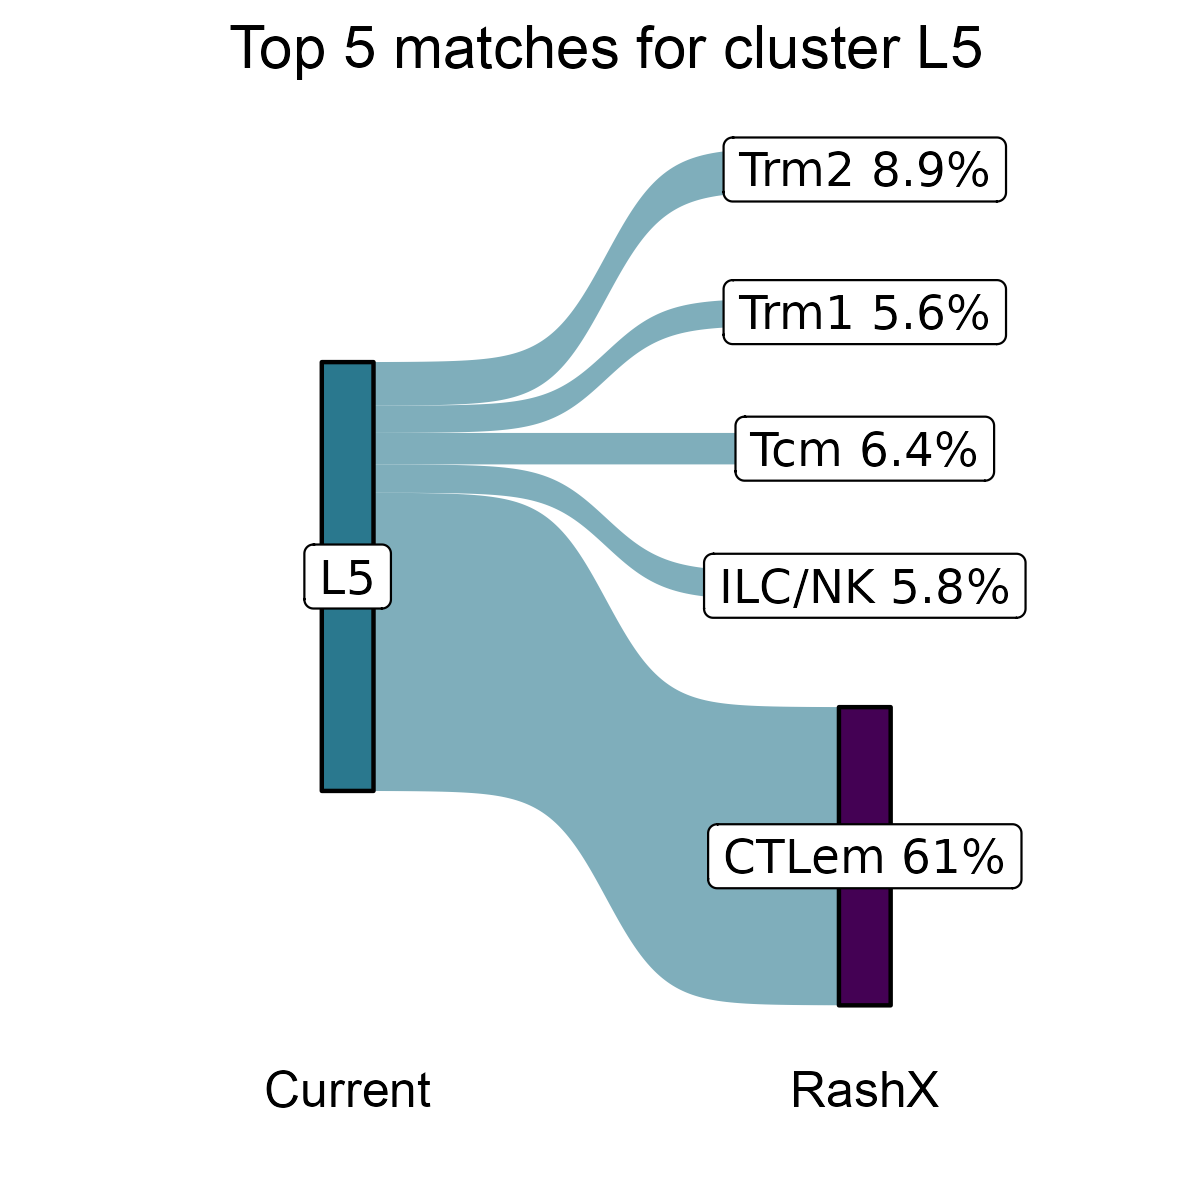 Top 5 matches for cluster L5
Trm2 8.9%
Trm1 5.6%
Tcm 6.4%
ILC/NK 5.8%
L5
CTLem 61%
Current
RashX